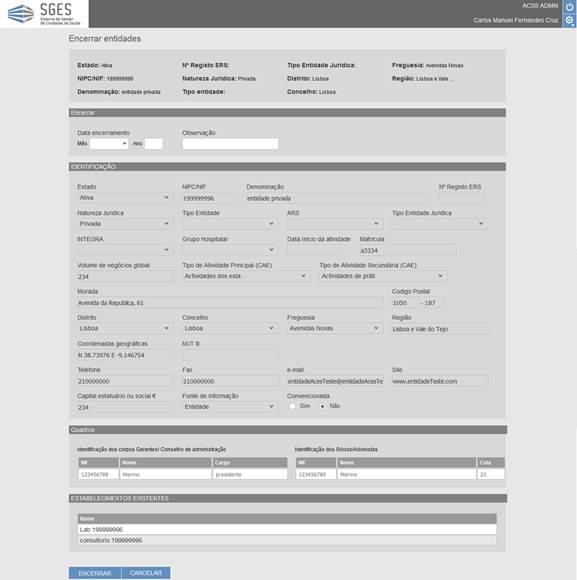 SGES
Sistema de Gestão
de Entidades de Saúde
ACSS ADMIN
Carlos Manuel Fernandes Cruz
Encerrar entidades
Estado: Ativa Nº Registo ERS: Tipo Entidade Jurídica: Freguesia: Avenidas Novas
NIPC/NIF: 199999996 Natureza Jurídica: Privada Distrito: Lisboa Região: Lisboa e Vale ...
Denominação: entidade privada Tipo entidade: Concelho: Lisboa
Encerrar
Data encerramento Observação
Mês Ano
IDENTIFICAÇÃO
Estado NIPC/NIF Denominação Nº Registo ERS
Ativa 199999996 entidade privada
Natureza Jurídica Tipo Entidade ARS Tipo Entidade Jurídica
Privada
INTEGRA Grupo Hospitalar Data Início da atividade Matrícula
a3334
Volume de negócios global Tipo de Atividade Principal (CAE) Tipo de Atividade Secundária (CAE)
234 Actividades dos esta... Actividades de práti...
Morada Codigo Postal
Avenida da Republica, 61 1050 - 187
Distrito Concelho Freguesia Região
Lisboa Lisboa Avenidas Novas Lisboa e Vale do Tejo
Coordenadas geográficas NUT III
N 38.73976 E -9.146754
Telefone Fax e-mail Site
210000000 210000000 entidadeAcesTeste@entidadeAcesTe www.entidadeTeste.com
Capital estatuário ou social € Fonte de informação Convencionada
234 Entidade Sim Não
Quadros
Identificação dos corpos Gerentes/ Conselho de administração Identificação dos Sócios/Acionistas
NIF Nome Cargo NIF Nome Cota
123456789 Marino presidente 123456789 Marino 23
ESTABELECIMENTOS EXISTENTES
Nome
Lab 199999996
consultorio 199999996
ENCERRAR CANCELAR